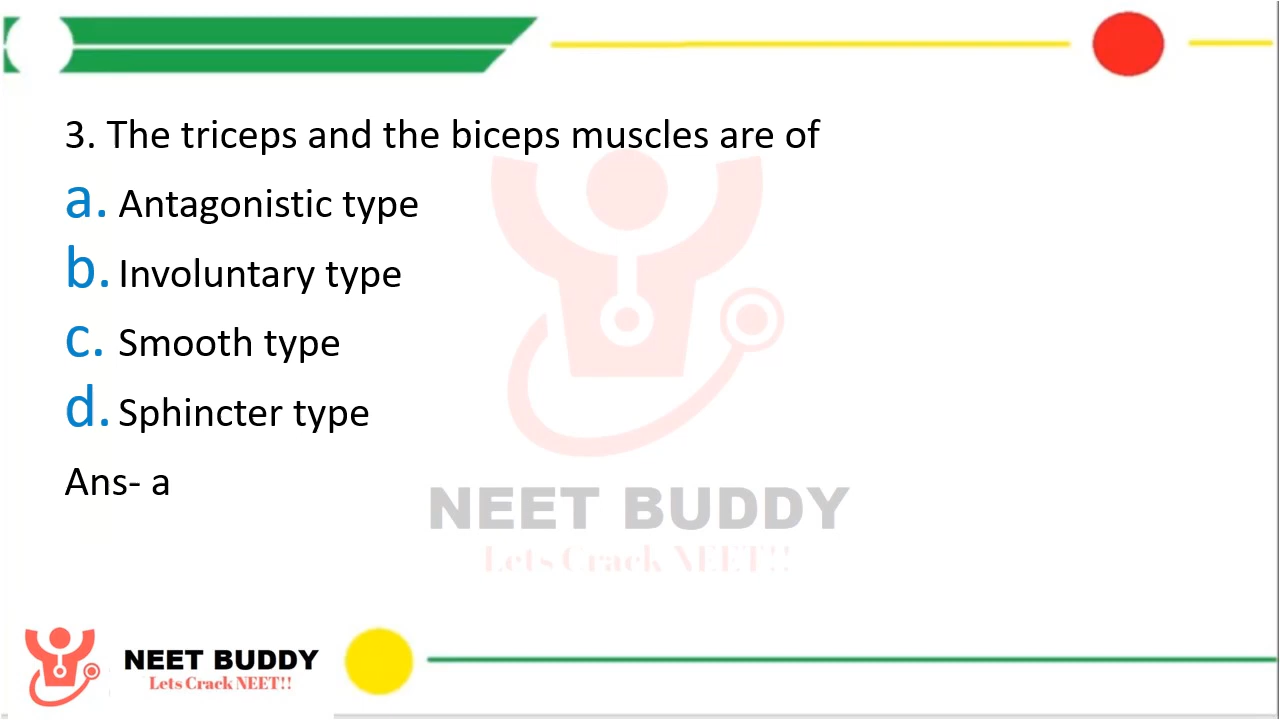 3. The triceps and the biceps muscles are of
a. Antagonistic type
b. Involuntary type
c. Smooth type
d. Sphincter type
Ans- a
NEET BUDDY
Lets Crack NEET!!
NEET BUDDY
Lets Crack NEET!!